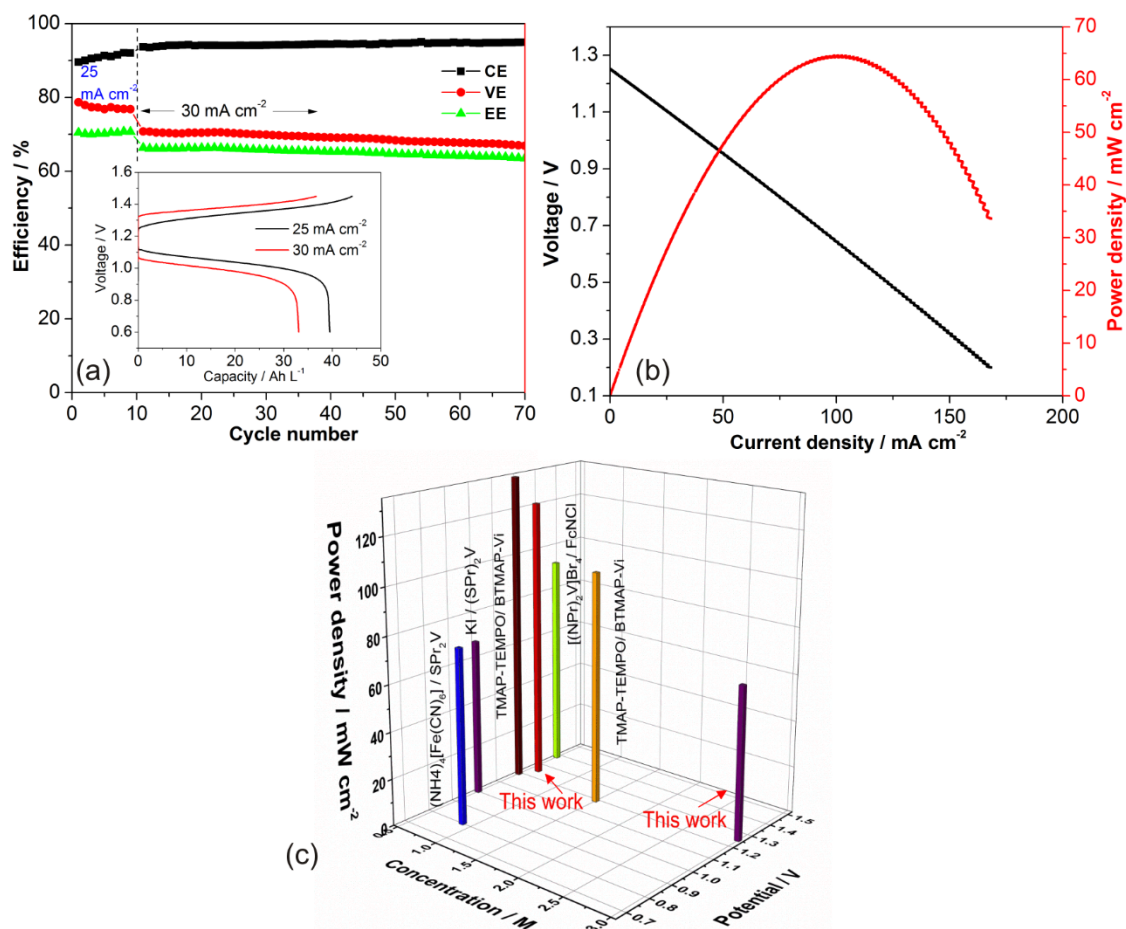 100
80
60
40
20
0
Efficiency / %
25
mA cm-2
30 mA cm-2
CE
VE
EE
1.6
1.4
1.2
1.0
0.8
0.6
Voltage / V
25 mA cm-2
30 mA cm-2
0 10 20 30 40 50
Capacity / Ah L-1
(a)
0 10 20 30 40 50 60 70
Cycle number
1.3
1.1
0.9
0.7
0.5
0.3
0.1
Voltage / V
(b)
70
60
50
40
30
20
10
0
Power density / mW cm-2
0 50 100 150 200
Current density / mA cm-2
120
100
80
60
40
20
0
Power density / mW cm-2
(NH4)4[Fe(CN)6] / SPr2V
KI / (SPr)2V
TMAP-TEMPO/ BTMAP-Vi
[(NPr)2V]Br4/ FcNCl
TMAP-TEMPO/ BTMAP-Vi
This work
This work
(c)
1.0 1.5 2.0 2.5 3.0
Concentration / M
0.7 0.8 0.9 1.0 1.1 1.2 1.3 1.4 1.5
Potential / V